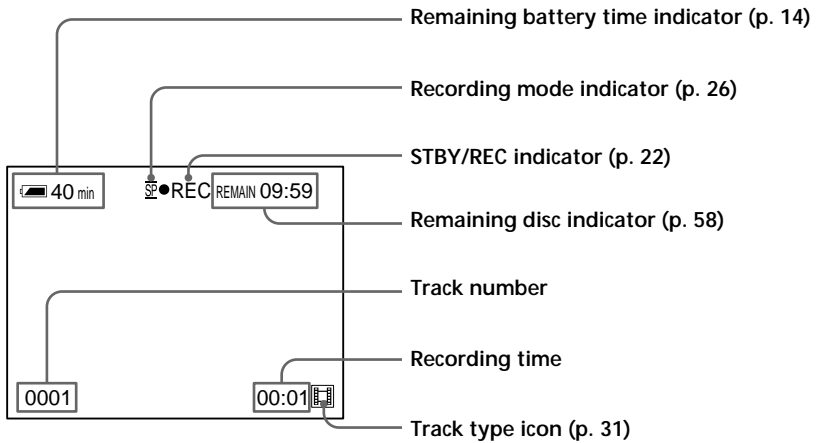 Remaining battery time indicator (p. 14)
Recording mode indicator (p. 26)
STBY/REC indicator (p. 22)
40 min SP ●REC REMAIN 09:59
Remaining disc indicator (p. 58)
Track number
Recording time
0001 00:01
Track type icon (p. 31)